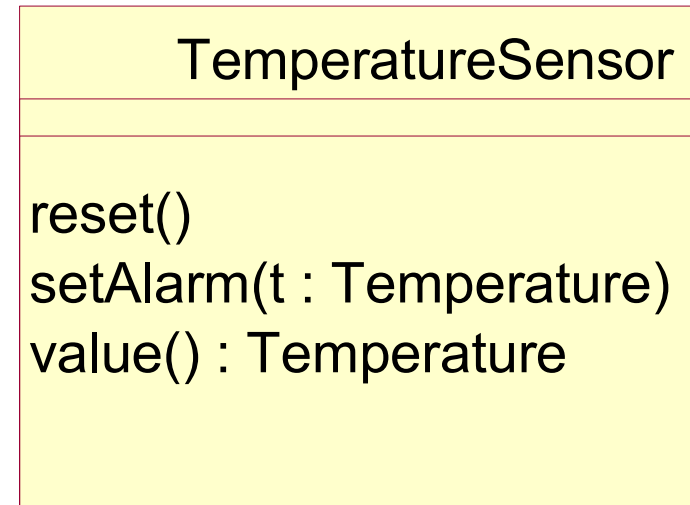 TemperatureSensor
reset()
setAlarm(t : Temperature)
value() : Temperature